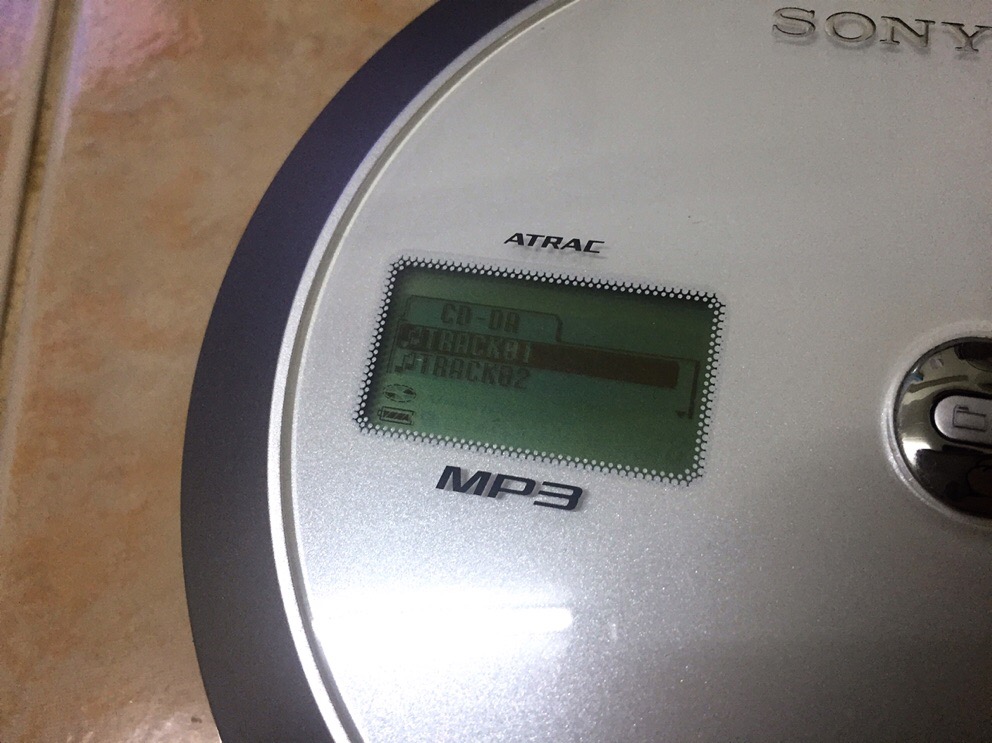 SONY
ATRAC
CD-DA
TRACK01
TRACK02
MP3